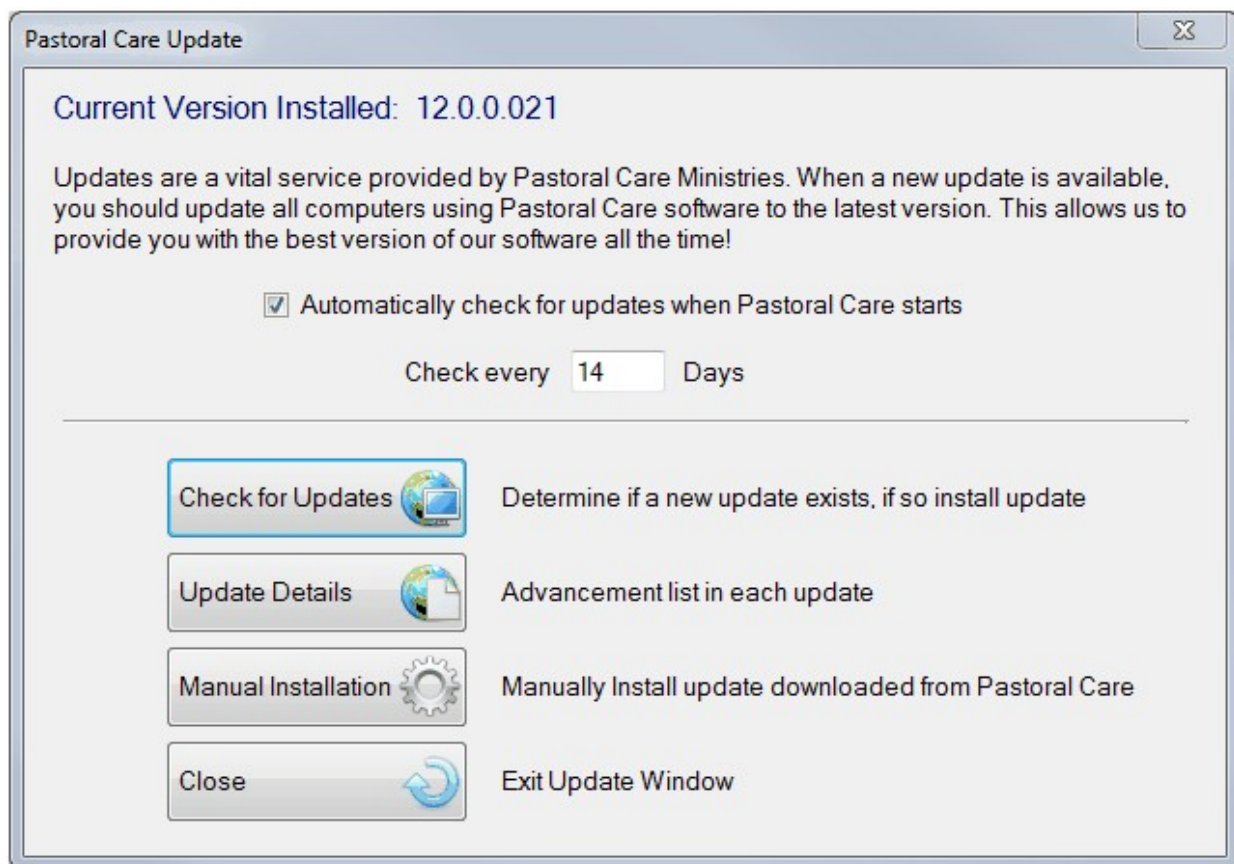 Pastoral Care Update
Current Version Installed: 12.0.0.021
Updates are a vital service provided by Pastoral Care Ministries. When a new update is available,
you should update all computers using Pastoral Care software to the latest version. This allows us to
provide you with the best version of our software all the time!
Automatically check for updates when Pastoral Care starts
Check every 14 Days
Check for Updates Determine if a new update exists, if so install update
Update Details Advancement list in each update
Manual Installation Manually Install update downloaded from Pastoral Care
Close Exit Update Window